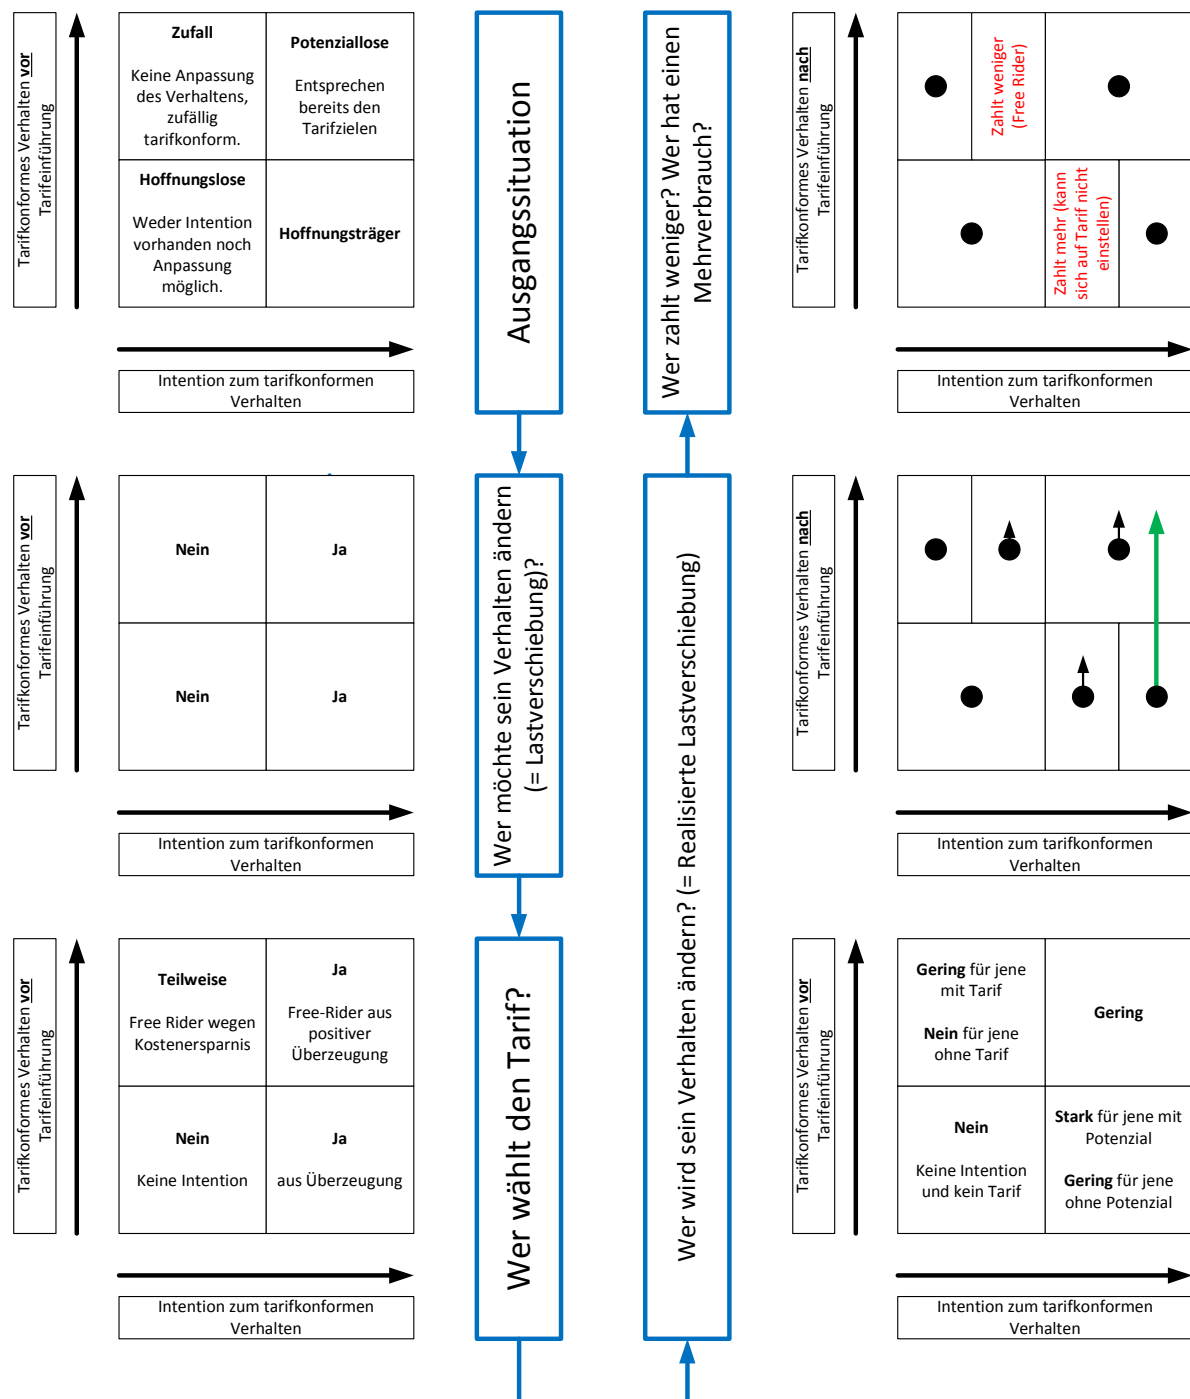 Tarifkonformes Verhalten vor
Tarifeinführung
Zufall
Keine Anpassung
des Verhaltens,
zufällig
tarifkonform.
Potenziallose
Entsprechen
bereits den
Tarifzielen
Hoffnungslose
Weder Intention
vorhanden noch
Anpassung
möglich.
Hoffnungsträger
Intention zum tarifkonformen
Verhalten
Ausgangssituation
Wer zahlt weniger? Wer hat einen
Mehrverbrauch?
Tarifkonformes Verhalten nach
Tarifeinführung
Zahlt weniger
(Free Rider)
Zahlt mehr (kann
sich auf Tarif nicht
einstellen)
Intention zum tarifkonformen
Verhalten
Tarifkonformes Verhalten vor
Tarifeinführung
Nein
Ja
Nein
Ja
Intention zum tarifkonformen
Verhalten
Wer möchte sein Verhalten ändern
(= Lastverschiebung)?
Wer wird sein Verhalten ändern? (= Realisierte Lastverschiebung)
Tarifkonformes Verhalten nach
Tarifeinführung
Intention zum tarifkonformen
Verhalten
Tarifkonformes Verhalten vor
Tarifeinführung
Teilweise
Free Rider wegen
Kostenersparnis
Ja
Free-Rider aus
positiver
Überzeugung
Nein
Keine Intention
Ja
aus Überzeugung
Intention zum tarifkonformen
Verhalten
Wer wählt den Tarif?
Tarifkonformes Verhalten vor
Tarifeinführung
Gering für jene
mit Tarif
Nein für jene
ohne Tarif
Gering
Nein
Keine Intention
und kein Tarif
Stark für jene mit
Potenzial
Gering für jene
ohne Potenzial
Intention zum tarifkonformen
Verhalten